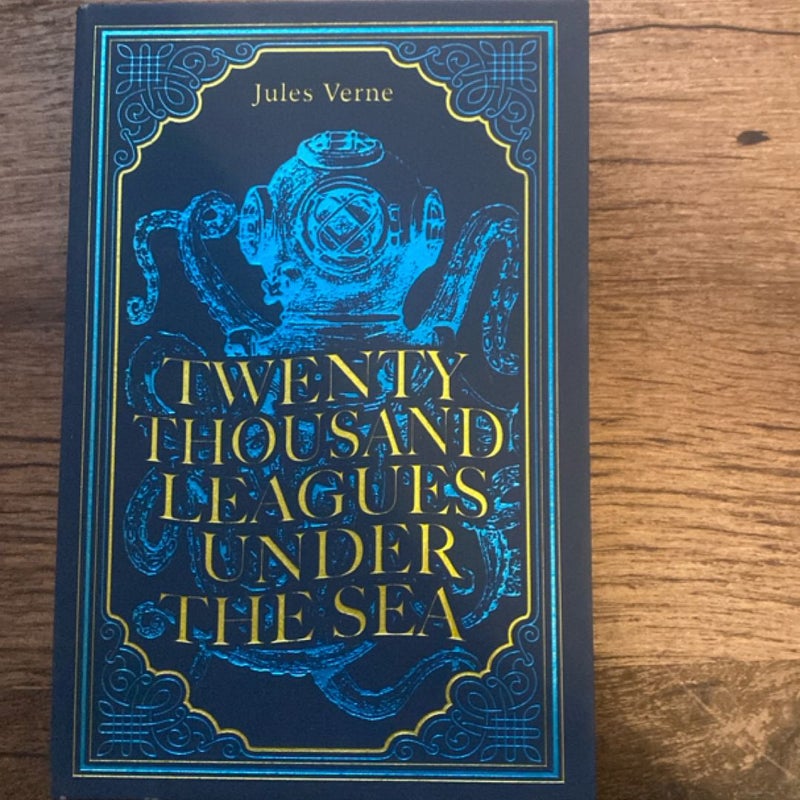 Jules Verne
TWENTY
THOUSAND
LEAGUES
UNDER
THE SEA